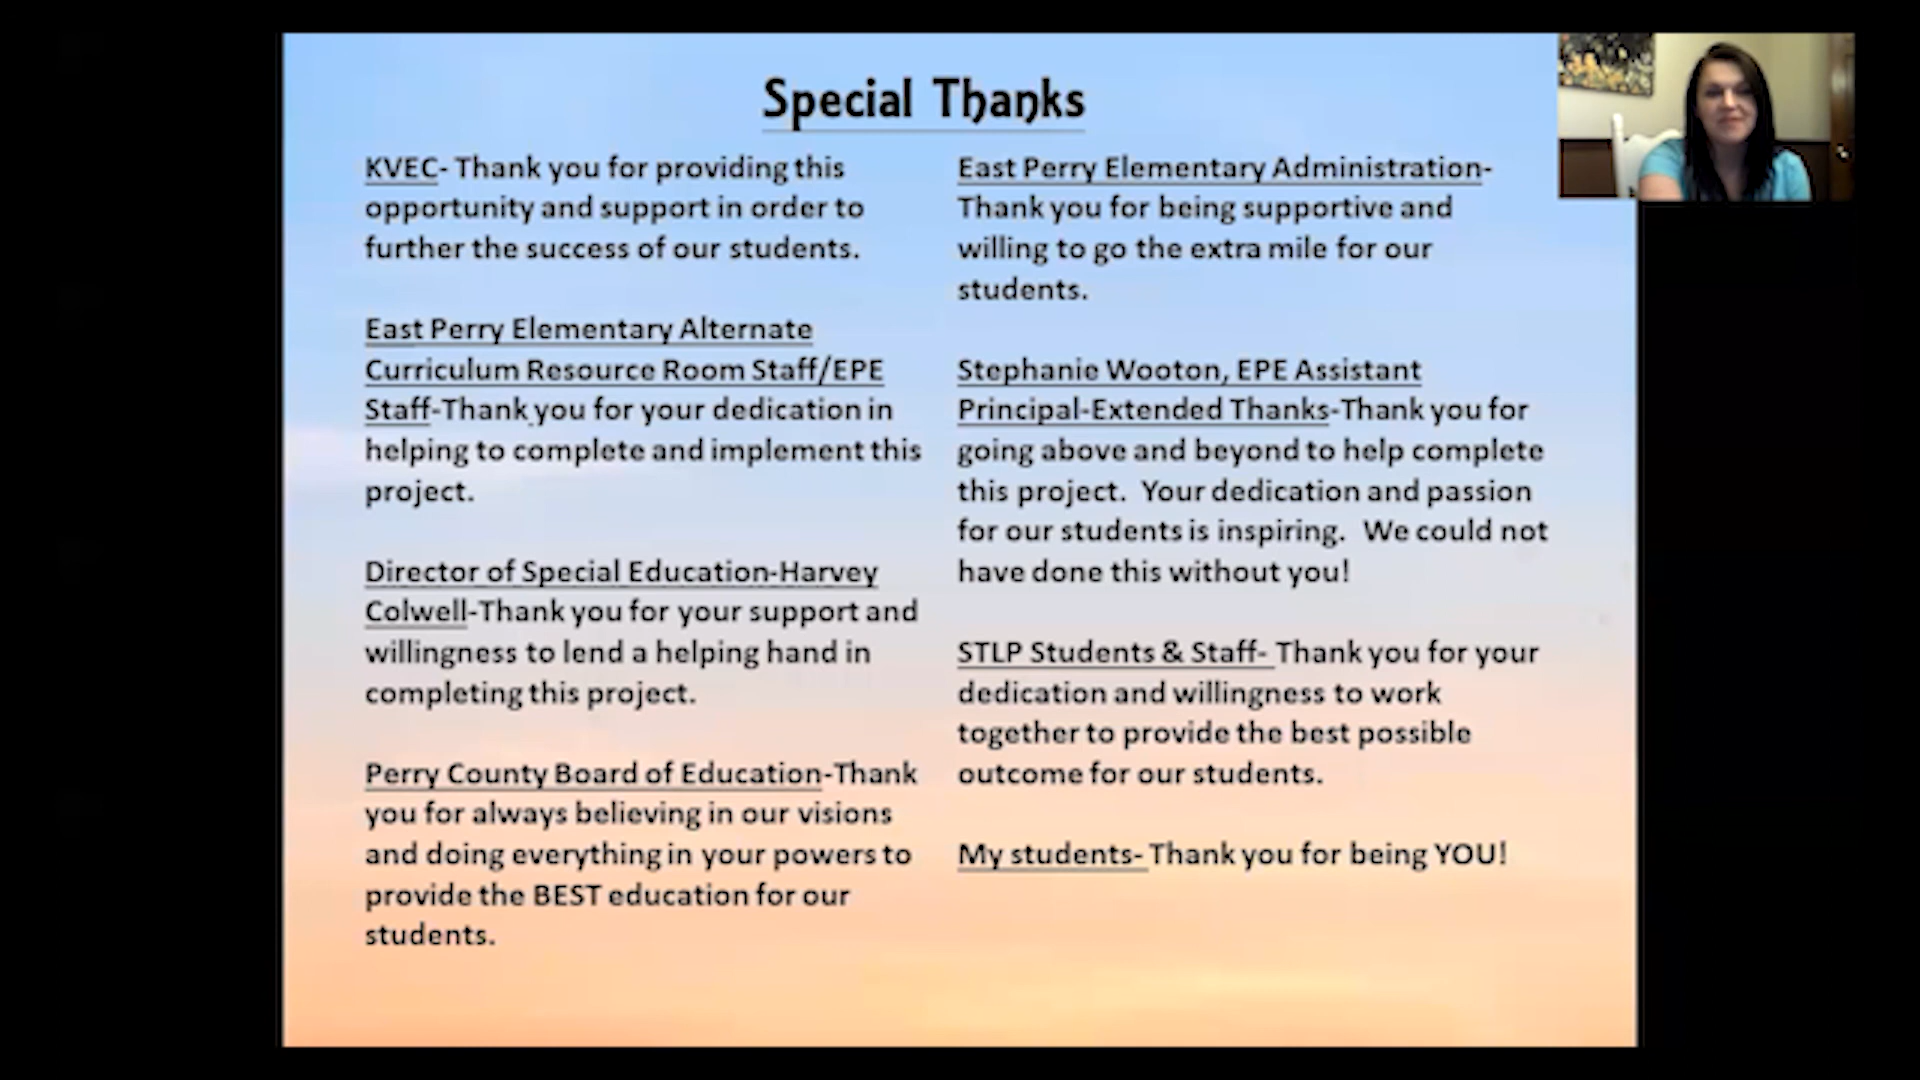 Special Thanks
KVEC- Thank you for providing this
opportunity and support in order to
further the success of our students.
East Perry Elementary Alternate
Curriculum Resource Room Staff/EPE
Staff-Thank you for your dedication in
helping to complete and implement this
project.
Director of Special Education-Harvey
Colwell-Thank you for your support and
willingness to lend a helping hand in
completing this project.
Perry County Board of Education-Thank
you for always believing in our visions
and doing everything in your powers to
provide the BEST education for our
students.
East Perry Elementary Administration-
Thank you for being supportive and
willing to go the extra mile for our
students.
Stephanie Wooton, EPE Assistant
Principal-Extended Thanks-Thank you for
going above and beyond to help complete
this project.  Your dedication and passion
for our students is inspiring.  We could not
have done this without you!
STLP Students & Staff- Thank you for your
dedication and willingness to work
together to provide the best possible
outcome for our students.
My students- Thank you for being YOU!